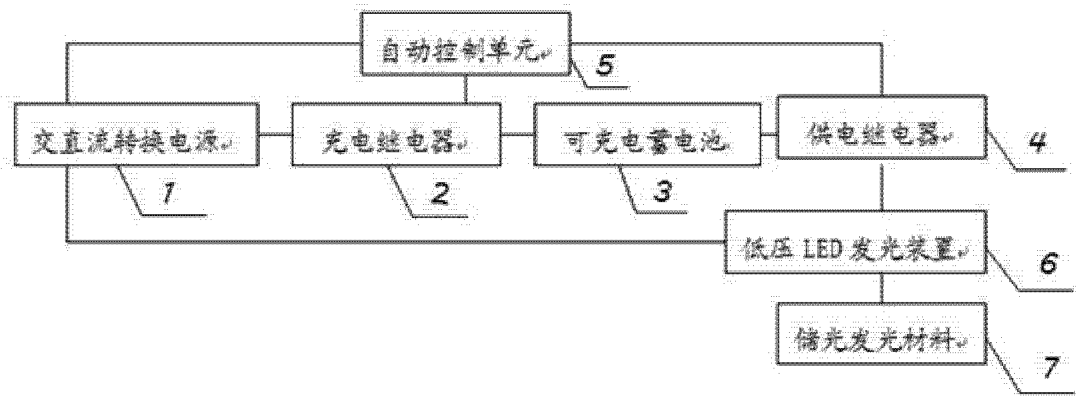 自动控制单元
5
交直流转换电源
充电继电器
可充电蓄电池
供电继电器
1
2
3
4
低压 LED 发光装置
6
储光发光材料
7